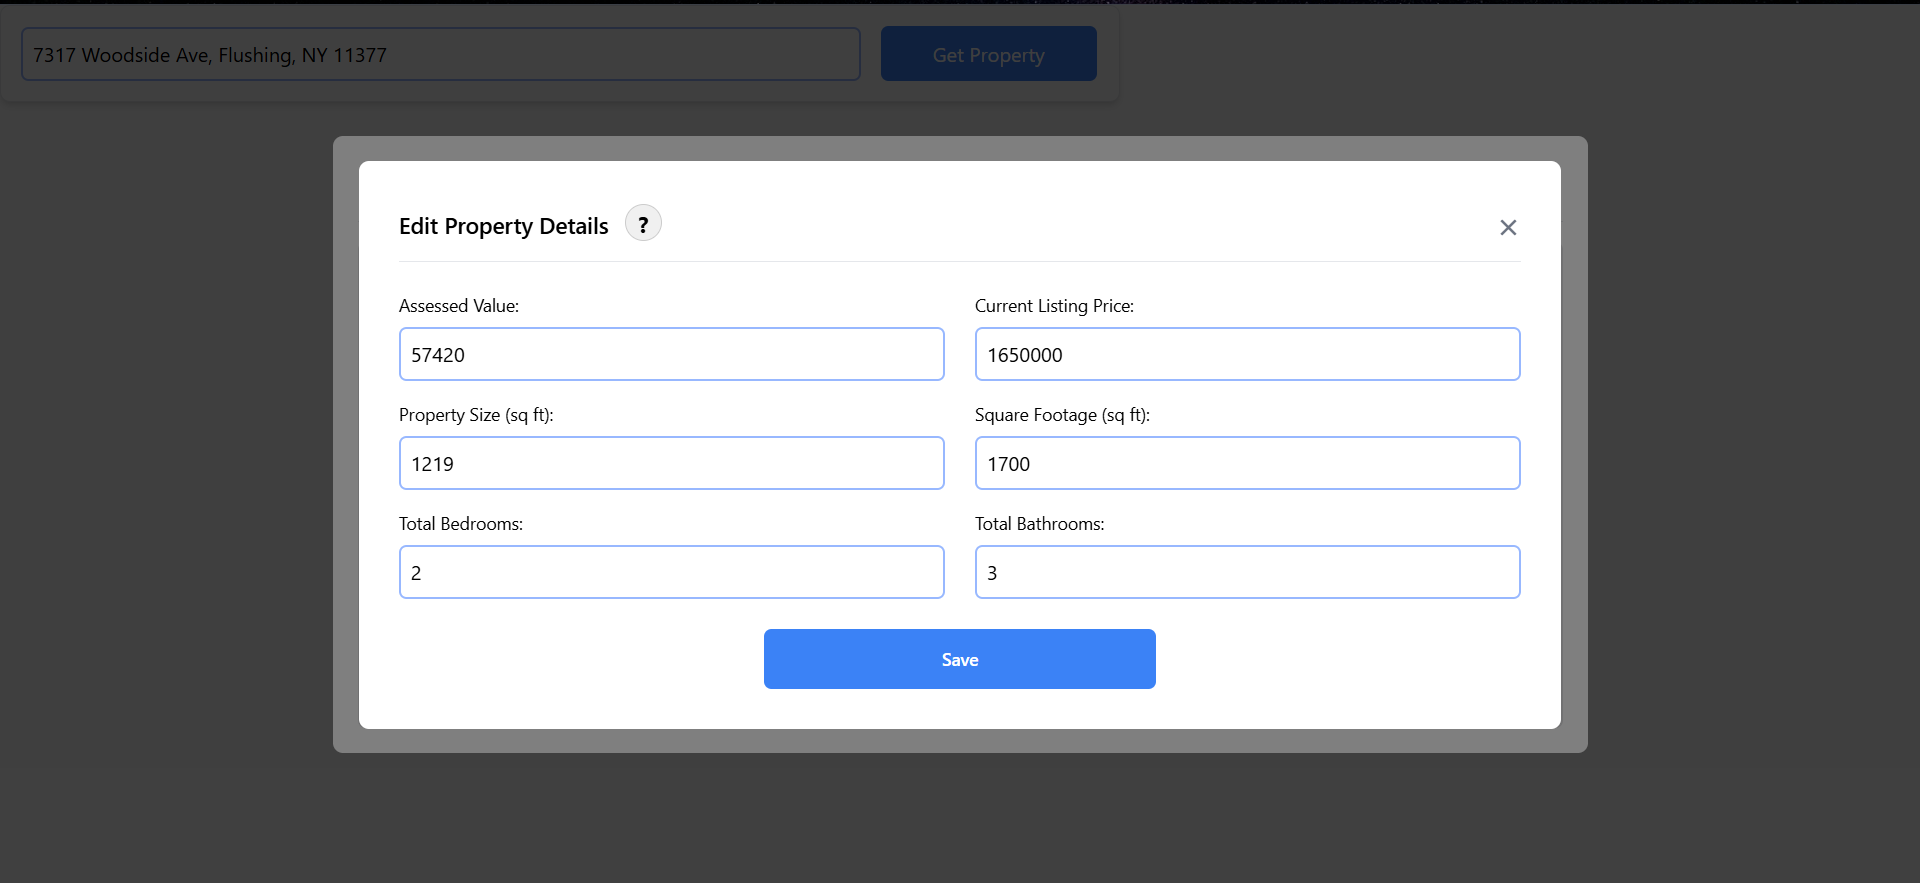 7317 Woodside Ave, Flushing, NY 11377
Get Property
Edit Property Details ?
Assessed Value:
57420
Current Listing Price:
1650000
Property Size (sq ft):
1219
Square Footage (sq ft):
1700
Total Bedrooms:
2
Total Bathrooms:
3
Save